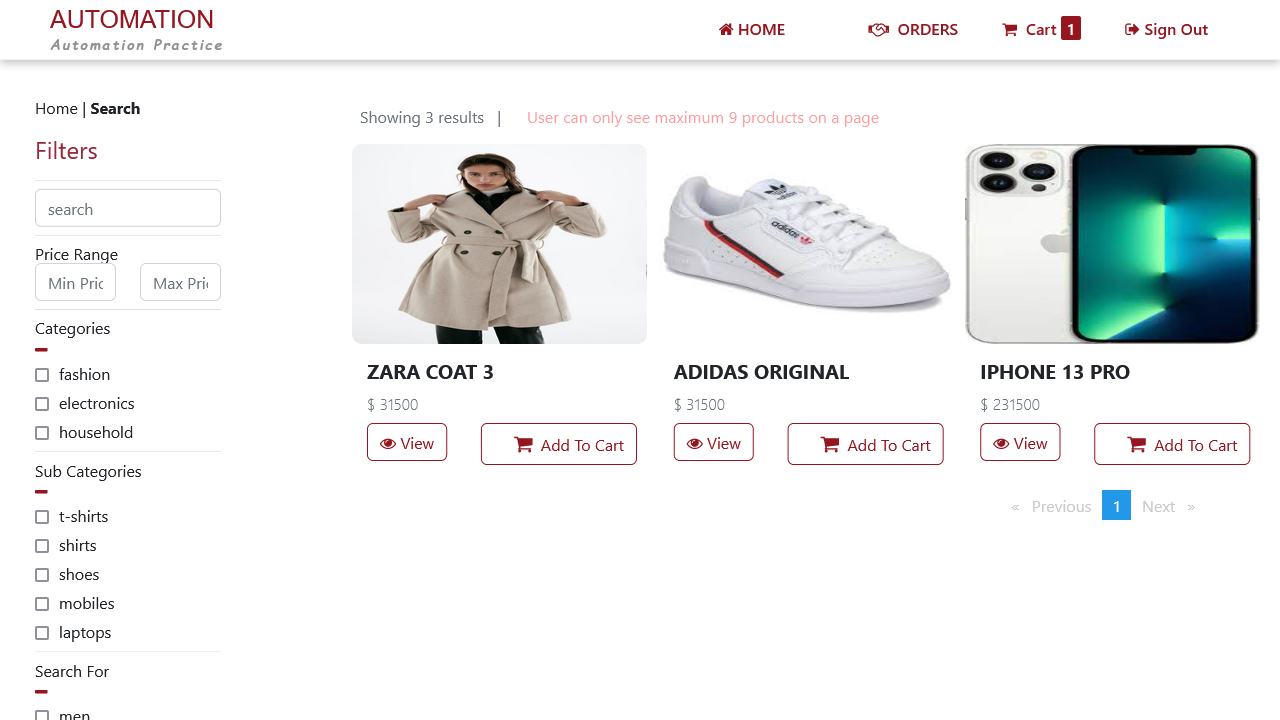 AUTOMATION
Automation Practice
HOME
ORDERS
Cart 1
Sign Out
Home | Search
Filters
search
Price Range
Min Pric
Max Pric
Categories
fashion
electronics
household
Sub Categories
t-shirts
shirts
shoes
mobiles
laptops
Search For
men
Showing 3 results |
User can only see maximum 9 products on a page
adidas
adidas
ZARA COAT 3
$ 31500
View
Add To Cart
ADIDAS ORIGINAL
$ 31500
View
Add To Cart
IPHONE 13 PRO
$ 231500
View
Add To Cart
« Previous 1 Next »